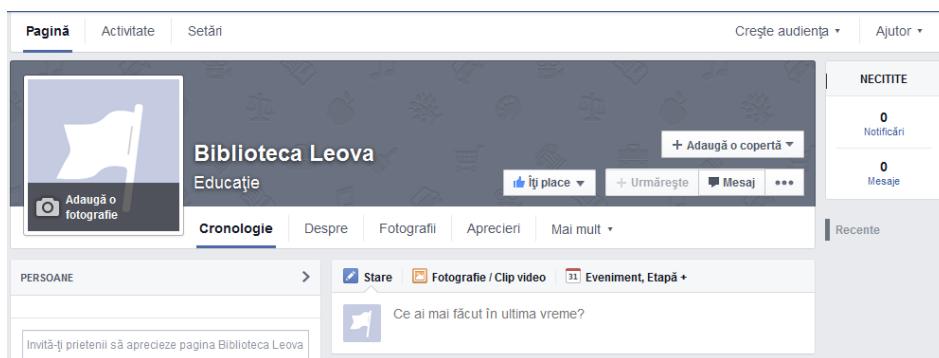 Pagină Activitate Setări Creşte audienţa Ajutor
NECITITE
0
Notificări
0
Mesaje
Recente
Adaugă o copertă
Biblioteca Leova
Educaţie
Îţi place Urmăreşte Mesaj
Adaugă o
fotografie
Cronologie Despre Fotografii Aprecieri Mai mult
PERSOANE
Invită-ţi prietenii să aprecieze pagina Biblioteca Leova
Stare Fotografie / Clip video 31 Eveniment, Etapă +
Ce ai mai făcut în ultima vreme?